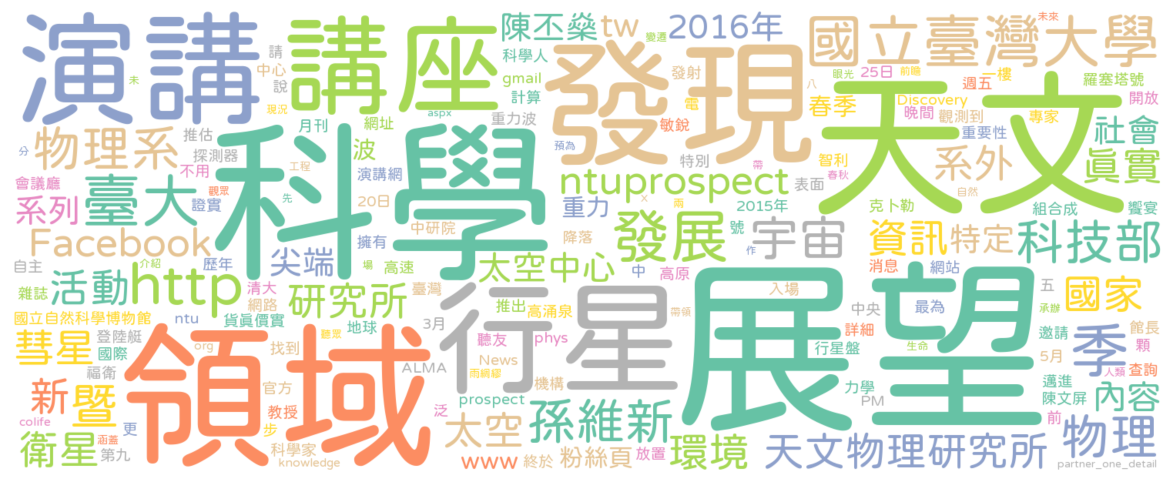 演講
講座
陳丕燊
tw
2016年
國立臺灣大學
未來
變遷
請
科學人
中心
說
gmail
計算
發現
發射
電
25日
前瞻
眼光
週五
一樓
羅塞塔號
未
現況
網址
aspx
重力波
敏銳
春季
Discovery
晚間
觀測到
專家
開放
八
天文
物理系
推估
月刊
波
重要性
社會
分
探測器
不用
工程
演講網
預為
特別
帶
智利
春秋
系外
自然
真實
會議廳
觀眾
證實
先
科學
ntuprospect
表面
系列
臺大
20日
重力
2015年
雨
克卜勒
組合成
饗宴
Facebook
擁有
中研院
降落
發展
號
作
宇宙
資訊
特定
科技部
自主
介紹
歷年
尖端
場
高速
太空中心
中
高原
消息
網站
雜誌
活動
http
清大
網路
臺灣
研究所
推出
高涌泉
需領
入場
中央
最為
五
承辦
國家
國立自然科學博物館
ntu
貨真價實
地球
3月
行星
展望
登陸艇
國際
org
找到
聽眾
聽友
phys
詳細
邀請
館長
顆
彗星
領域
福衛
官方
ALMA
News
雨綢繆
機構
行星盤
生命
5月
季
人類
查詢
新
暨
教授
prospect
力學
PM
邁進
陳文屏
內容
colife
更
步
泛
太空
孫維新
前
衛星
涵蓋
第九
科學家
knowledge
www
終於
粉絲頁
放置
環境
天文物理研究所
物理
partner_one_detail